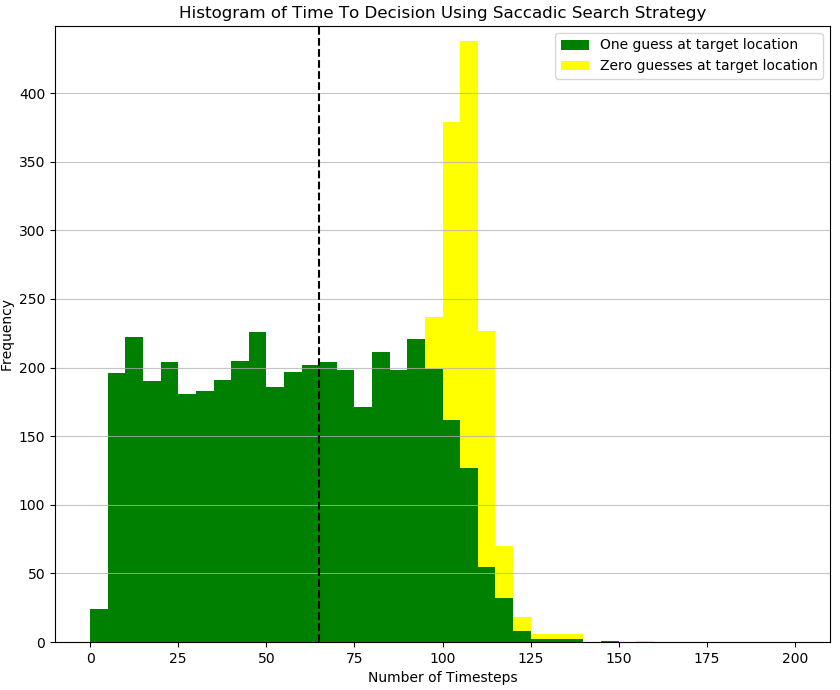 Histogram of Time To Decision Using Saccadic Search Strategy
One guess at target location
Zero guesses at target location
Frequency
400
350
300
250
200
150
100
50
0
0 25 50 75 100 125 150 175 200
Number of Timesteps